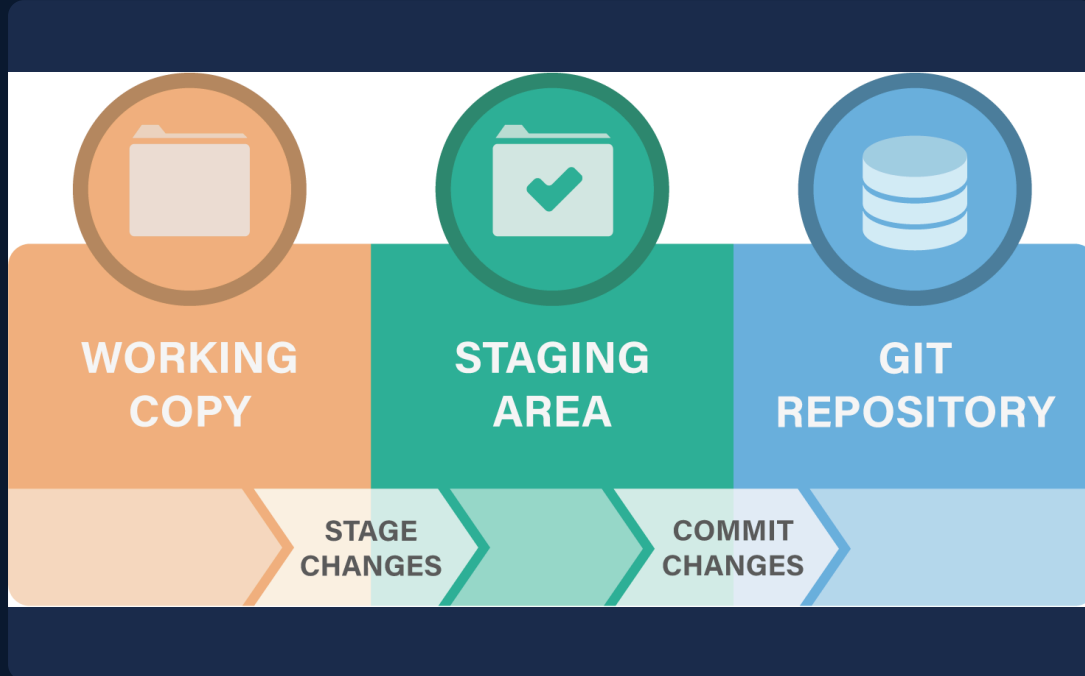 WORKING
COPY
STAGING
AREA
GIT
REPOSITORY
STAGE
CHANGES
COMMIT
CHANGES